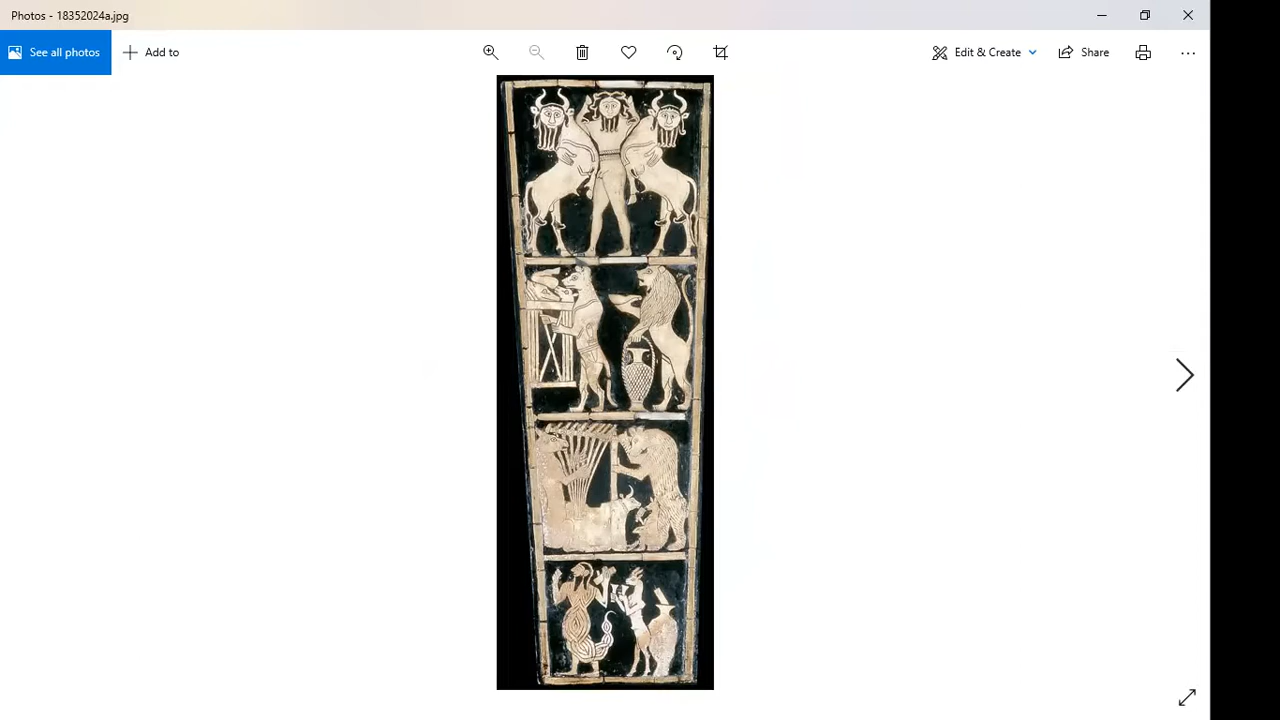 Photos - 18352024a.jpg
See all photos
Add to
Edit & Create
Share